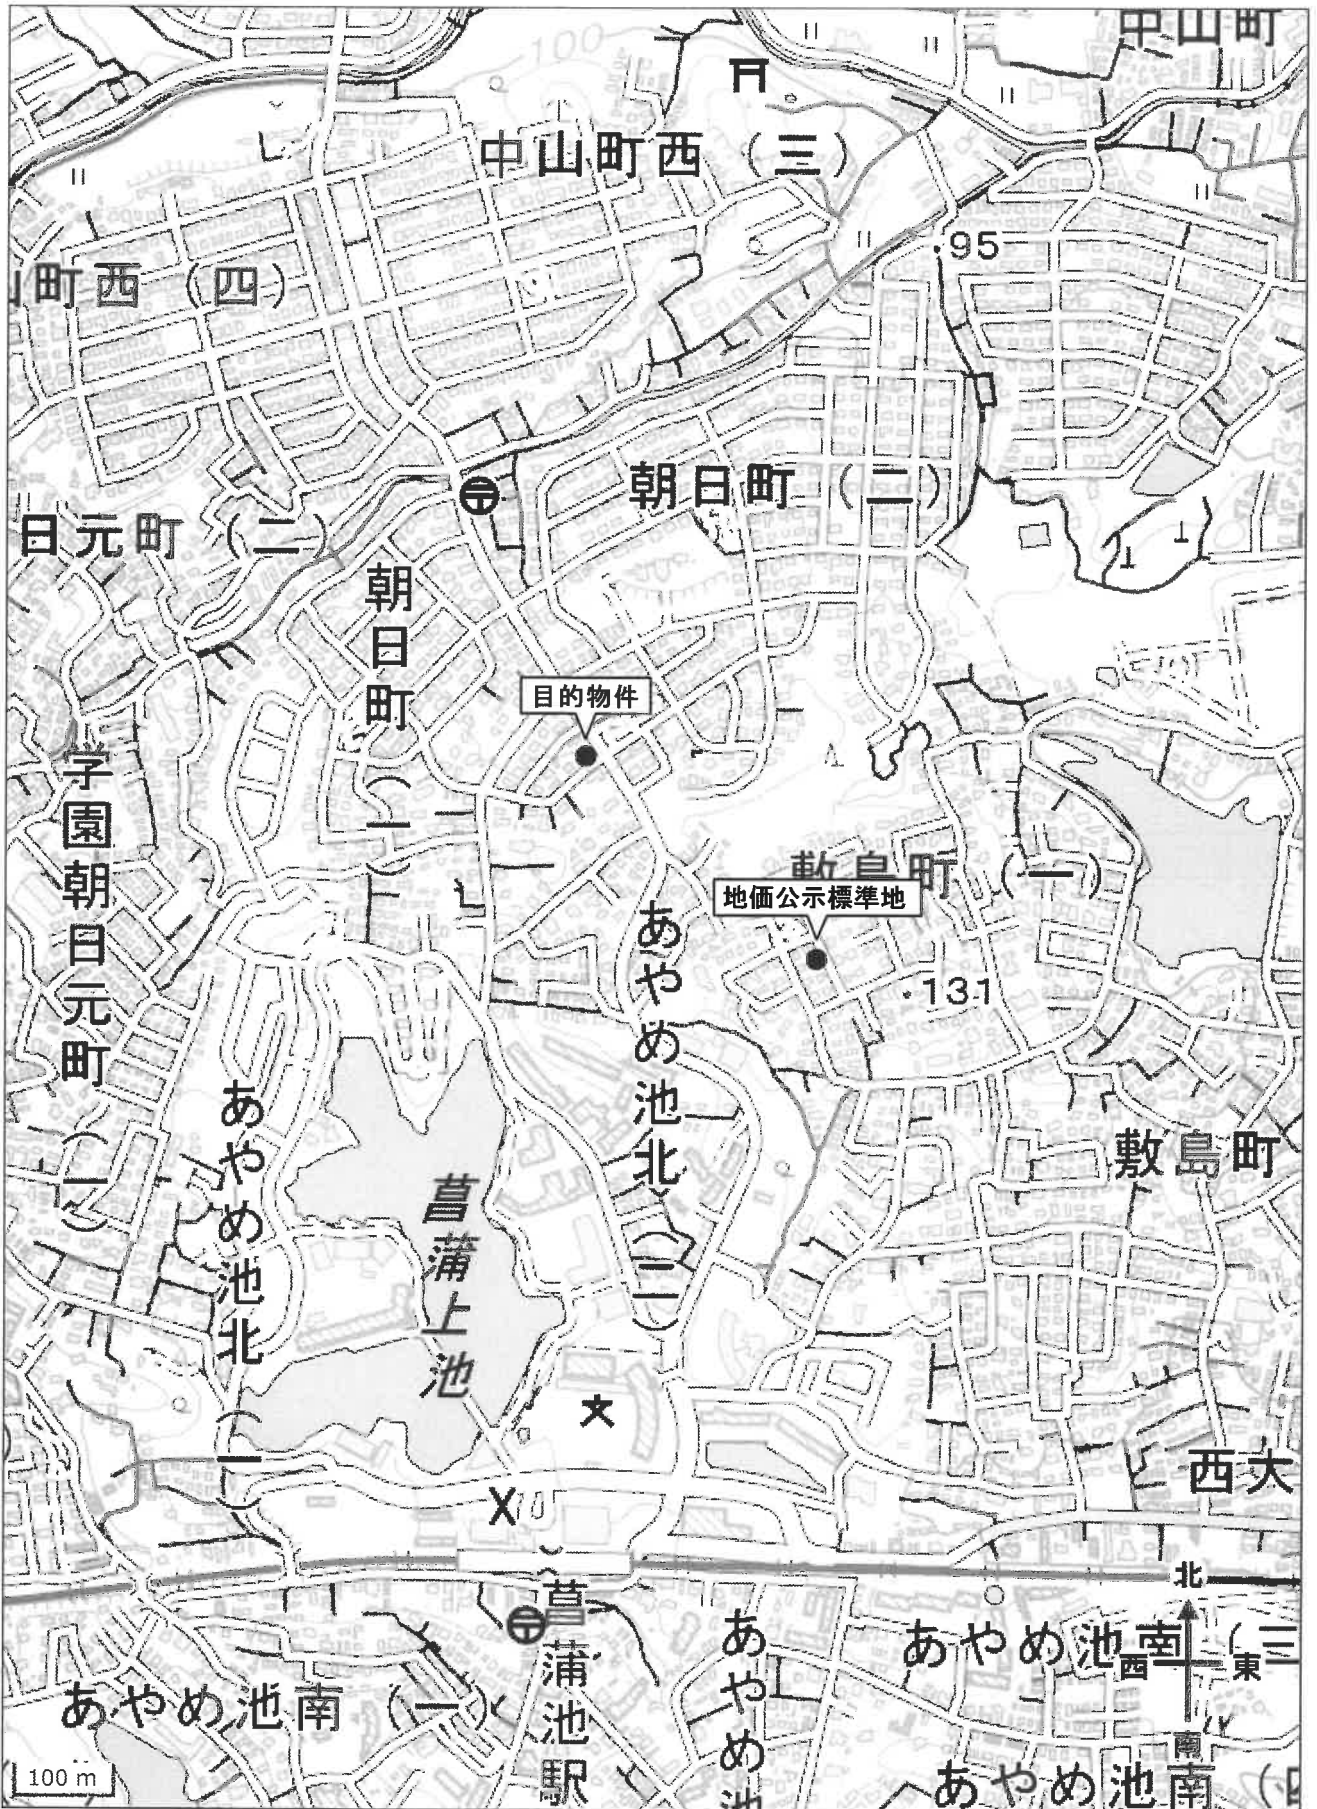 中山町
100
中山町西（三）
95
山町西（四）
朝日町（二）
日元町（二）
朝日町（一）
目的物件
学園朝日元町（一）
敷島町（一）
地価公示標準地
あやめ池北（二）
131
あやめ池北（一）
敷島町
菖蒲上池
西大
北
西
東
南
菖蒲池駅
あやめ池南（三
あやめ池南（一）
あやめ池
あやめ池南（四
100 m